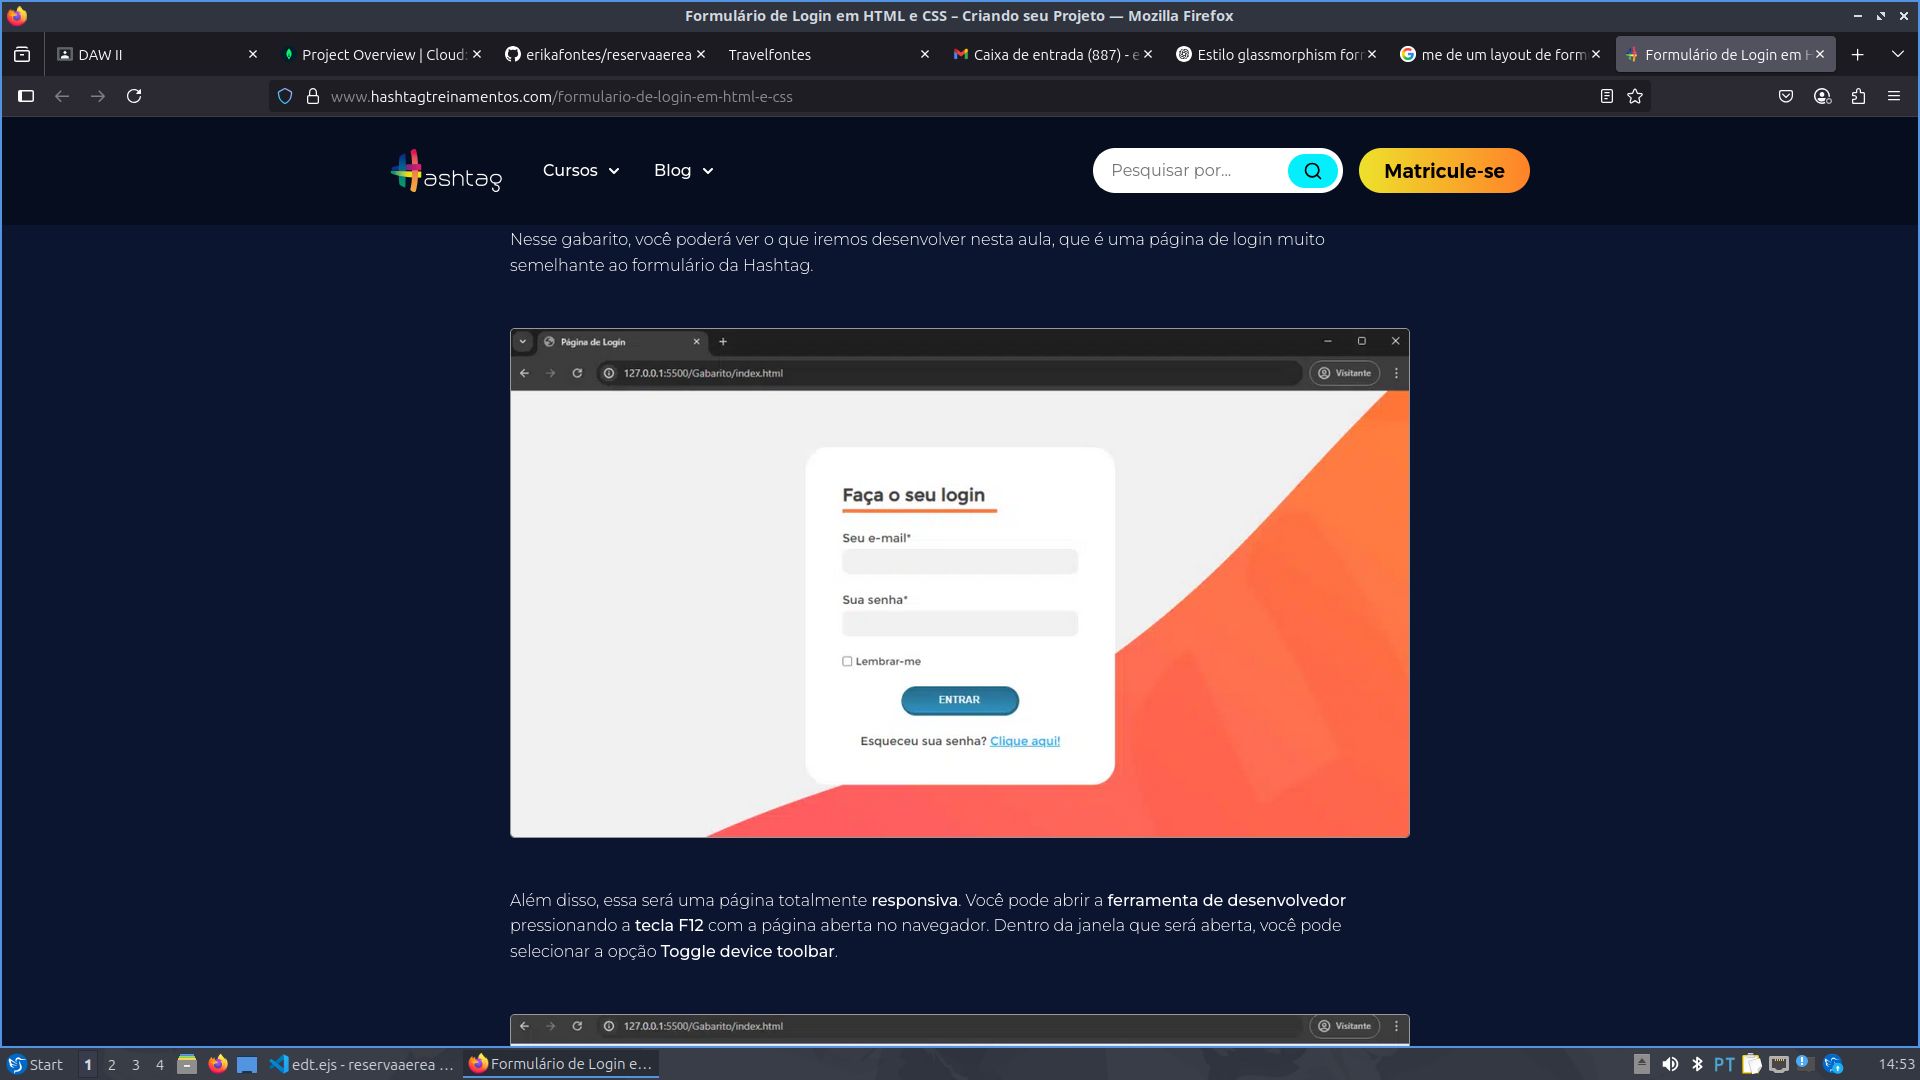 Formulário de Login em HTML e CSS – Criando seu Projeto — Mozilla Firefox
DAW II
Project Overview | Cloud:
erikafontes/reservaaerea
Travelfontes
Caixa de entrada (887) - e
Estilo glassmorphism for
me de um layout de form
Formulário de Login em H
www.hashtagtreinamentos.com/formulario-de-login-em-html-e-css
ashtag
Cursos
Blog
Pesquisar por...
Matricule-se
Nesse gabarito, você poderá ver o que iremos desenvolver nesta aula, que é uma página de login muito
semelhante ao formulário da Hashtag.
Página de Login
127.0.0.1:5500/Gabarito/index.html
Visitante
Faça o seu login
Seu e-mail*
Sua senha*
Lembrar-me
ENTRAR
Esqueceu sua senha? Clique aqui!
Além disso, essa será uma página totalmente responsiva. Você pode abrir a ferramenta de desenvolvedor
pressionando a tecla F12 com a página aberta no navegador. Dentro da janela que será aberta, você pode
selecionar a opção Toggle device toolbar.
127.0.0.1:5500/Gabarito/index.html
Visitante
Start
1
2
3
4
edt.ejs - reservaaerea ...
Formulário de Login e...
PT
14:53